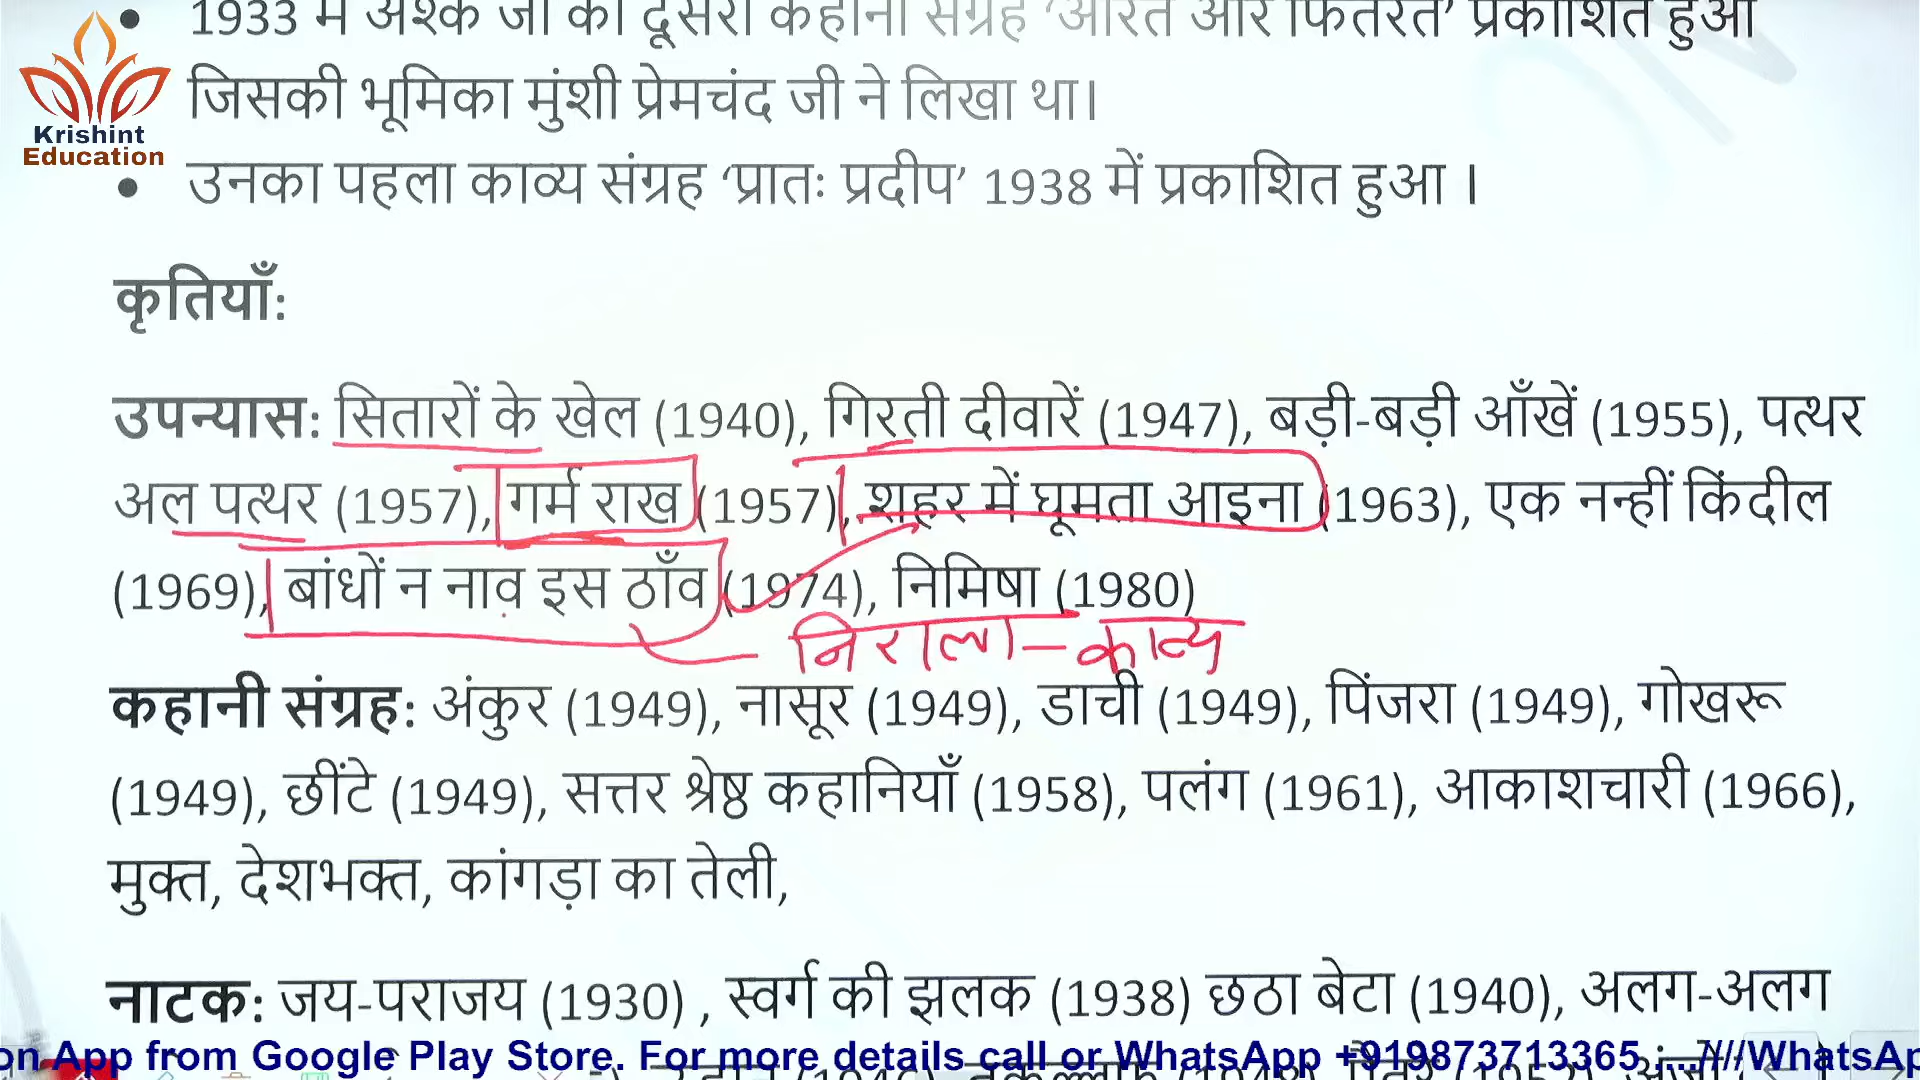 1933 में अश्क जी का दूसरा कहानी संग्रह ‘औरत और फितरत’ प्रकाशित हुआ
जिसकी भूमिका मुंशी प्रेमचंद जी ने लिखा था।
Krishint
Education
उनका पहला काव्य संग्रह ‘प्रातः प्रदीप’ 1938 में प्रकाशित हुआ ।
कृतियाँ:
उपन्यास: सितारों के खेल (1940), गिरती दीवारें (1947), बड़ी-बड़ी आँखें (1955), पत्थर
अल पत्थर (1957), गर्म राख (1957), शहर में घूमता आइना (1963), एक नन्हीं किंदील
(1969), बांधों न नाव इस ठाँव (1974), निमिषा (1980)
निराला – काव्य
कहानी संग्रह: अंकुर (1949), नासूर (1949), डाची (1949), पिंजरा (1949), गोखरू
(1949), छींटे (1949), सत्तर श्रेष्ठ कहानियाँ (1958), पलंग (1961), आकाशचारी (1966),
मुक्त, देशभक्त, कांगड़ा का तेली,
नाटक: जय-पराजय (1930) , स्वर्ग की झलक (1938) छठा बेटा (1940), अलग-अलग
on App from Google Play Store. For more details call or WhatsApp +919873713365 ....////WhatsAp